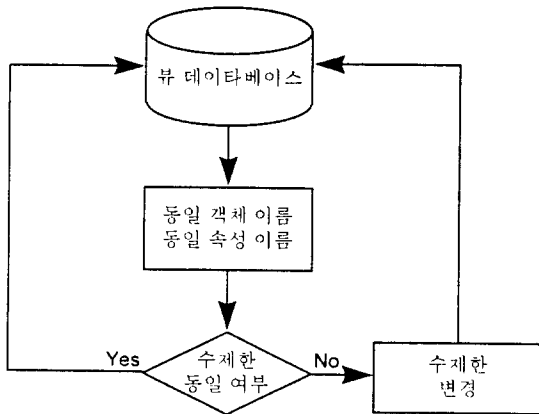 뷰 데이타베이스
동일 객체 이름
동일 속성 이름
Yes
수제한
동일 여부
No
수제한
변경